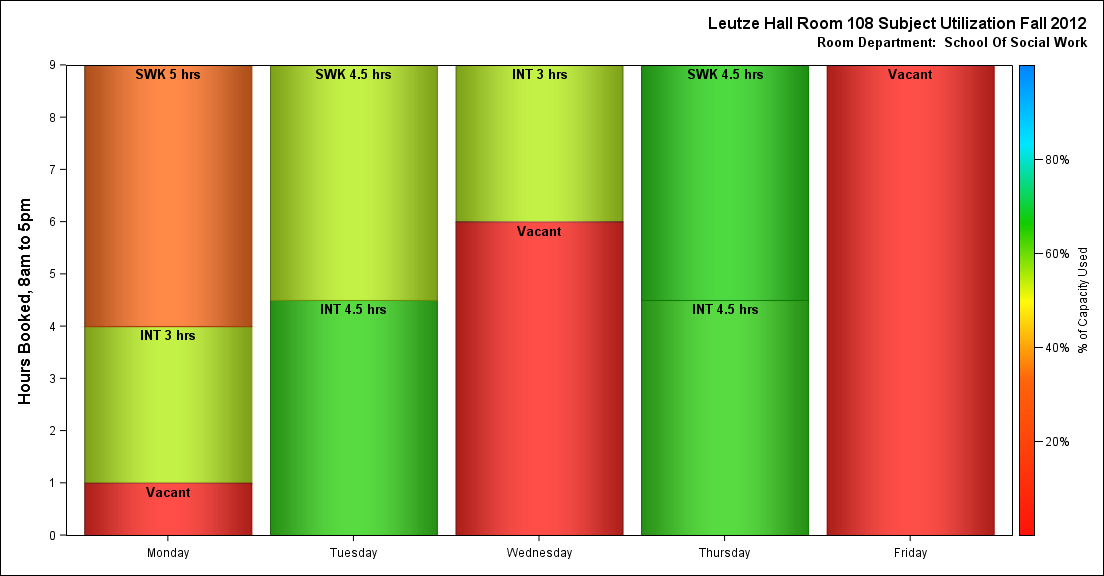 Leutze Hall Room 108 Subject Utilization Fall 2012
Room Department: School Of Social Work
Hours Booked, 8am to 5pm
9
8
7
6
5
4
3
2
1
0
SWK 5 hrs
INT 3 hrs
Vacant
SWK 4.5 hrs
INT 4.5 hrs
INT 3 hrs
Vacant
SWK 4.5 hrs
INT 4.5 hrs
Vacant
Monday
Tuesday
Wednesday
Thursday
Friday
80%
60%
40%
20%
% of Capacity Used